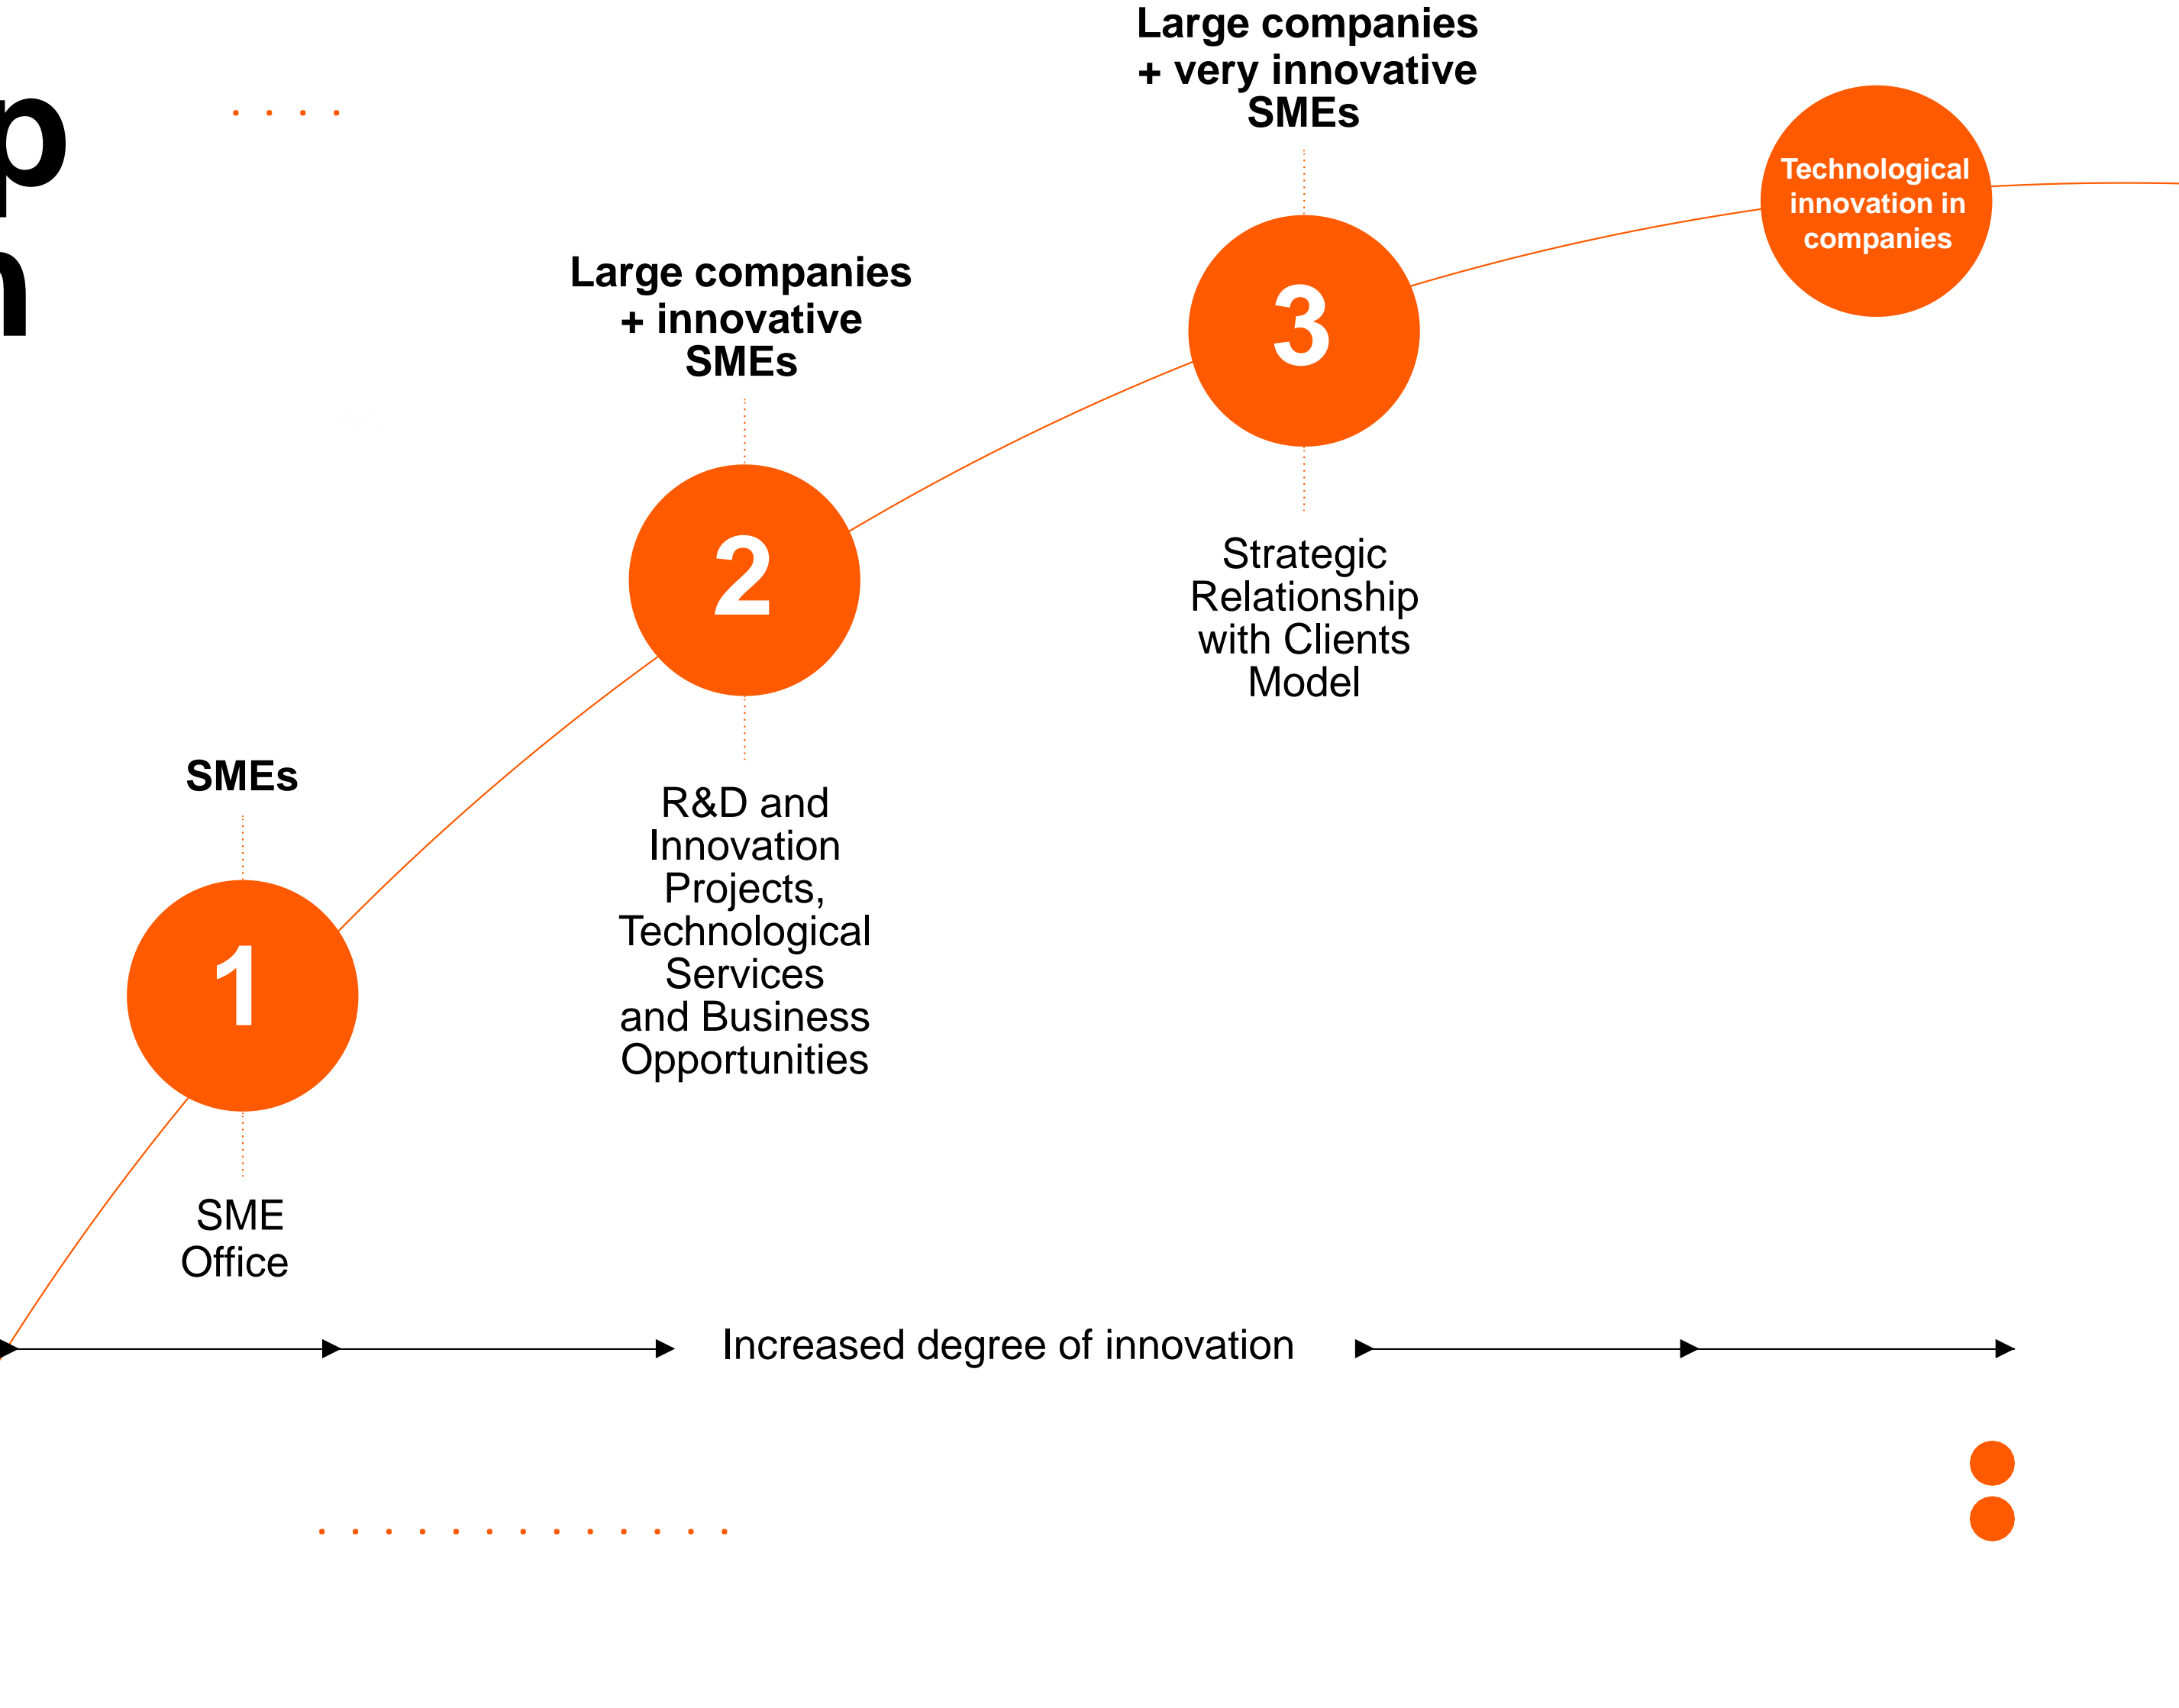 p
n
SMEs
1
SME
Office
Large companies
+ innovative
SMEs
2
R&D and
Innovation
Projects,
Technological
Services
and Business
Opportunities
Large companies
+ very innovative
SMEs
3
Strategic
Relationship
with Clients
Model
Technological
innovation in
companies
Increased degree of innovation